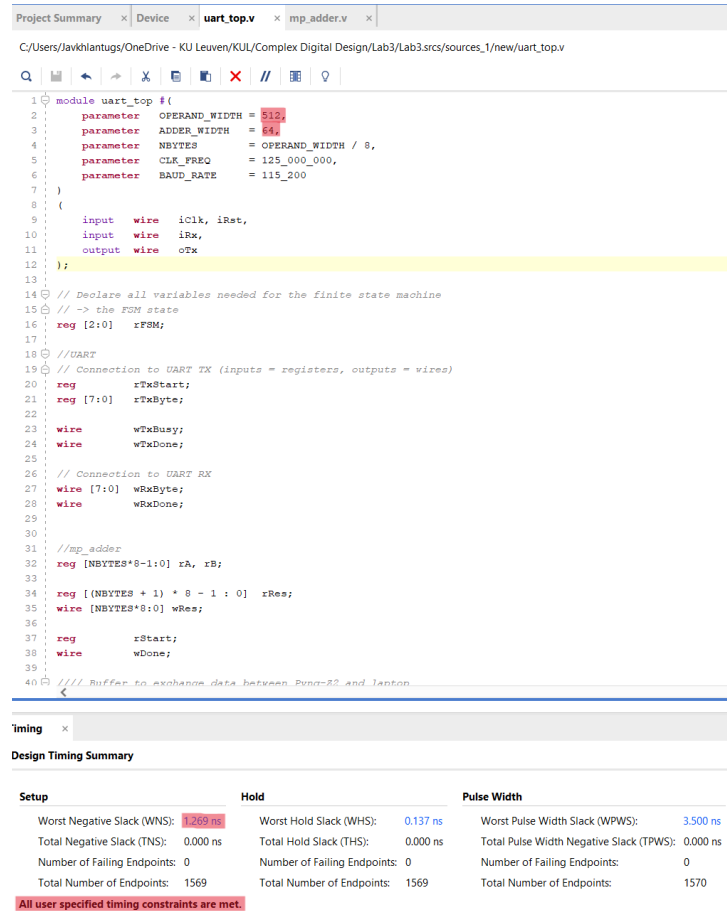 Project Summary × Device × uart_top.v × mp_adder.v ×
C:/Users/Javkhlantugs/OneDrive - KU Leuven/KUL/Complex Digital Design/Lab3/Lab3.srcs/sources_1/new/uart_top.v
1 module uart_top #(
2 parameter OPERAND_WIDTH = 512,
3 parameter ADDER_WIDTH = 64,
4 parameter NBYTES = OPERAND_WIDTH / 8,
5 parameter CLK_FREQ = 125_000_000,
6 parameter BAUD_RATE = 115_200
7 )
8 (
9 input wire iClk, iRst,
10 input wire iRx,
11 output wire oTx
12 );
13
14 // Declare all variables needed for the finite state machine
15 // -> the FSM state
16 reg [2:0] rFSM;
17
18 //UART
19 // Connection to UART TX (inputs = registers, outputs = wires)
20 reg rTxStart;
21 reg [7:0] rTxByte;
22
23 wire wTxBusy;
24 wire wTxDone;
25
26 // Connection to UART RX
27 wire [7:0] wRxByte;
28 wire wRxDone;
29
30
31 //mp_adder
32 reg [NBYTES*8-1:0] rA, rB;
33
34 reg [(NBYTES + 1) * 8 - 1 : 0] rRes;
35 wire [NBYTES*8:0] wRes;
36
37 reg rStart;
38 wire wDone;
39
40 //// Buffer to exchange data between Pynq-Z2 and laptop
iming ×
Design Timing Summary
Setup Hold Pulse Width
Worst Negative Slack (WNS): 1.269 ns Worst Hold Slack (WHS): 0.137 ns Worst Pulse Width Slack (WPWS): 3.500 ns
Total Negative Slack (TNS): 0.000 ns Total Hold Slack (THS): 0.000 ns Total Pulse Width Negative Slack (TPWS): 0.000 ns
Number of Failing Endpoints: 0 Number of Failing Endpoints: 0 Number of Failing Endpoints: 0
Total Number of Endpoints: 1569 Total Number of Endpoints: 1569 Total Number of Endpoints: 1570
All user specified timing constraints are met.